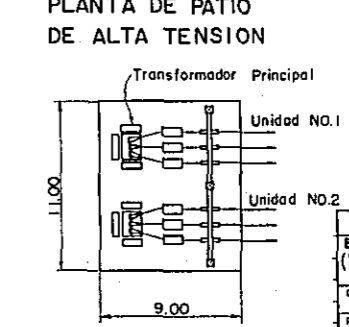 PLANTA DE PATIO
DE ALTA TENSION
Transformador Principal
Unidad NO.1
11.00
Unidad NO.2
9.00